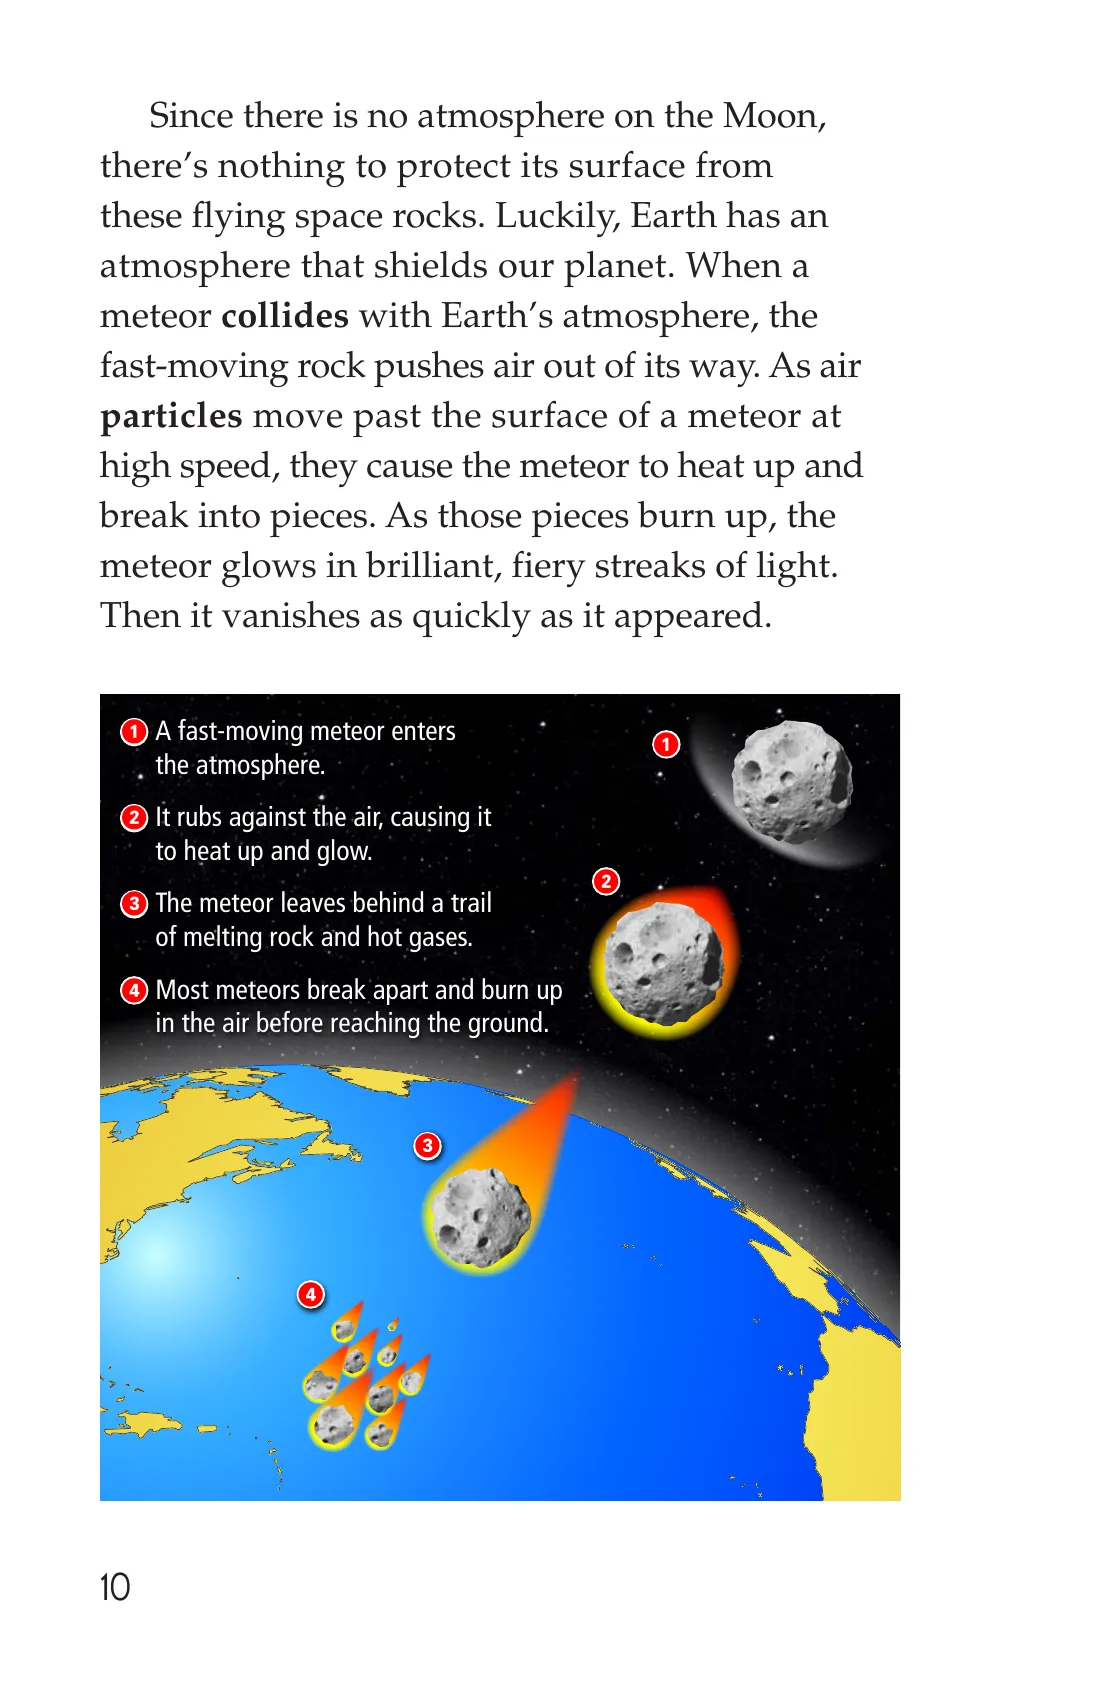 Since there is no atmosphere on the Moon,
there’s nothing to protect its surface from
these flying space rocks. Luckily, Earth has an
atmosphere that shields our planet. When a
meteor collides with Earth’s atmosphere, the
fast-moving rock pushes air out of its way. As air
particles move past the surface of a meteor at
high speed, they cause the meteor to heat up and
break into pieces. As those pieces burn up, the
meteor glows in brilliant, fiery streaks of light.
Then it vanishes as quickly as it appeared.
1 A fast-moving meteor enters
the atmosphere.
2 It rubs against the air, causing it
to heat up and glow.
3 The meteor leaves behind a trail
of melting rock and hot gases.
4 Most meteors break apart and burn up
in the air before reaching the ground.
1
2
3
4
10